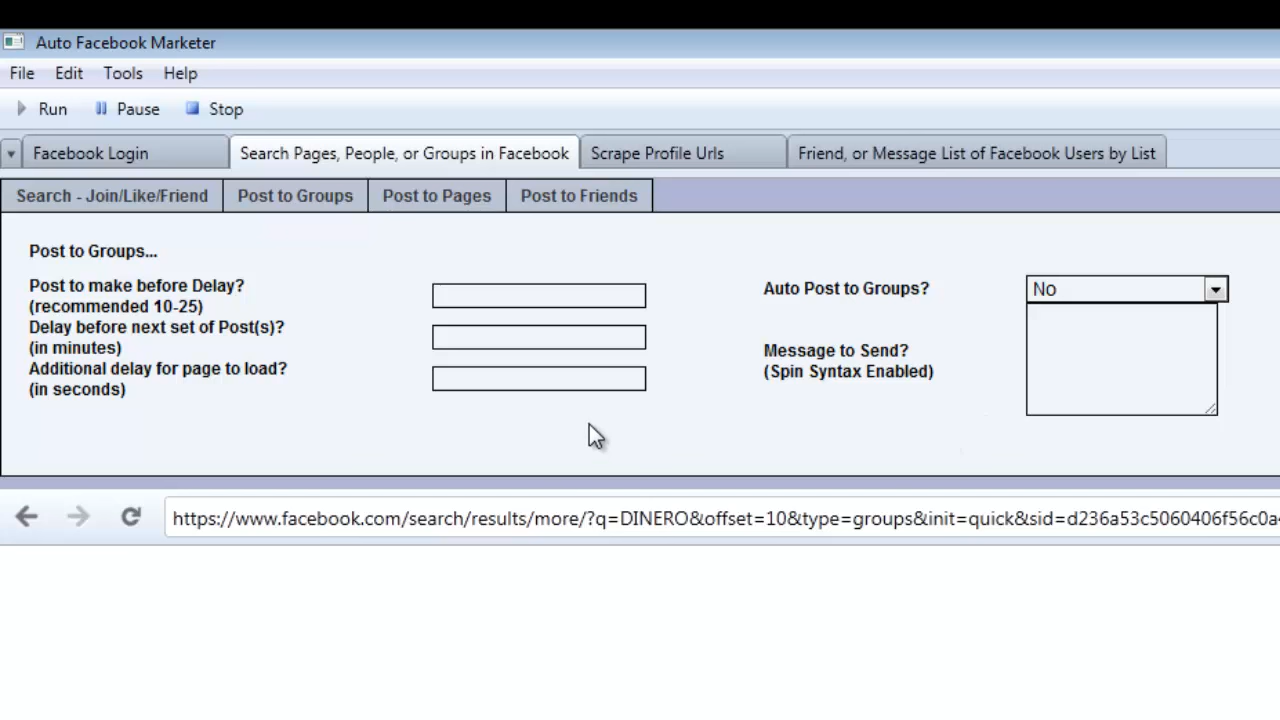 Auto Facebook Marketer
File Edit Tools Help
Run Pause Stop
Facebook Login Search Pages, People, or Groups in Facebook Scrape Profile Urls Friend, or Message List of Facebook Users by List
Search - Join/Like/Friend Post to Groups Post to Pages Post to Friends
Post to Groups...
Post to make before Delay?
(recommended 10-25)
Delay before next set of Post(s)?
(in minutes)
Additional delay for page to load?
(in seconds)
Auto Post to Groups? No
Message to Send?
(Spin Syntax Enabled)
https://www.facebook.com/search/results/more/?q=DINERO&offset=10&type=groups&init=quick&sid=d236a53c5060406f56c0a